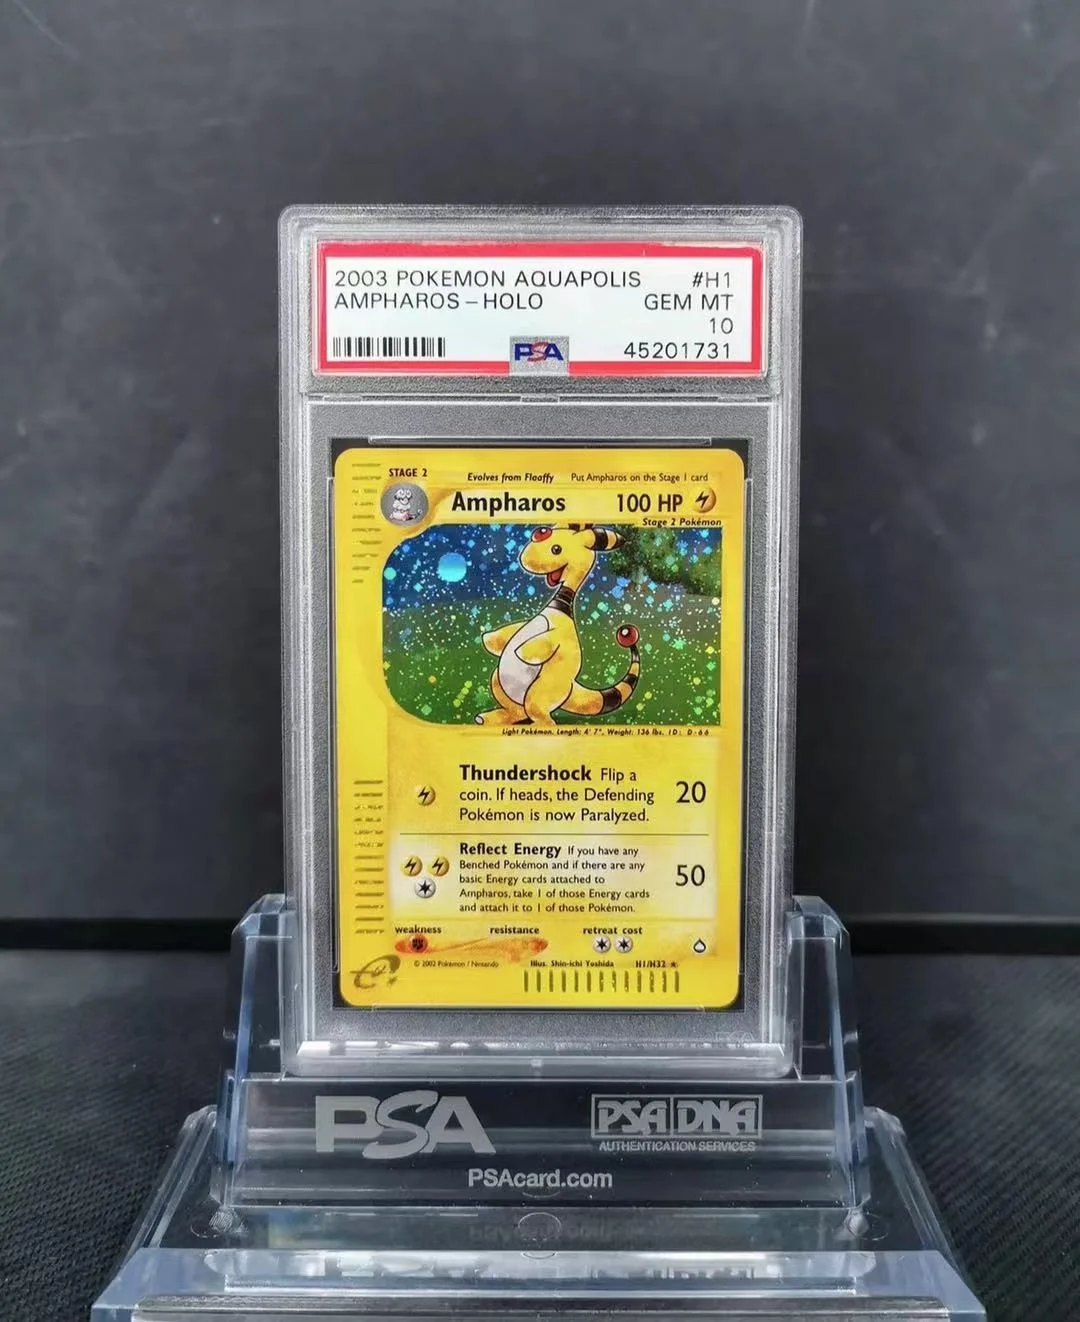 2003 POKEMON AQUAPOLIS #H1
AMPHAROS - HOLO GEM MT
10
PSA 45201731
STAGE 2 Evolves from Flaaffy Put Ampharos on the Stage 1 card
Ampharos 100 HP
Stage 2 Pokémon
Light Pokémon. Length: 4' 7", Weight: 136 lbs. ID: D-66
Thundershock Flip a
coin. If heads, the Defending 20
Pokémon is now Paralyzed.
Reflect Energy If you have any
Benched Pokémon and if there are any
basic Energy cards attached to 50
Ampharos, take 1 of those Energy cards
and attach it to 1 of those Pokémon.
weakness resistance retreat cost
© 2002 Pokémon / Nintendo Illus. Shin-ichi Yoshida H1/H32 ★
PSA PSA DNA
AUTHENTICATION SERVICES
PSAcard.com